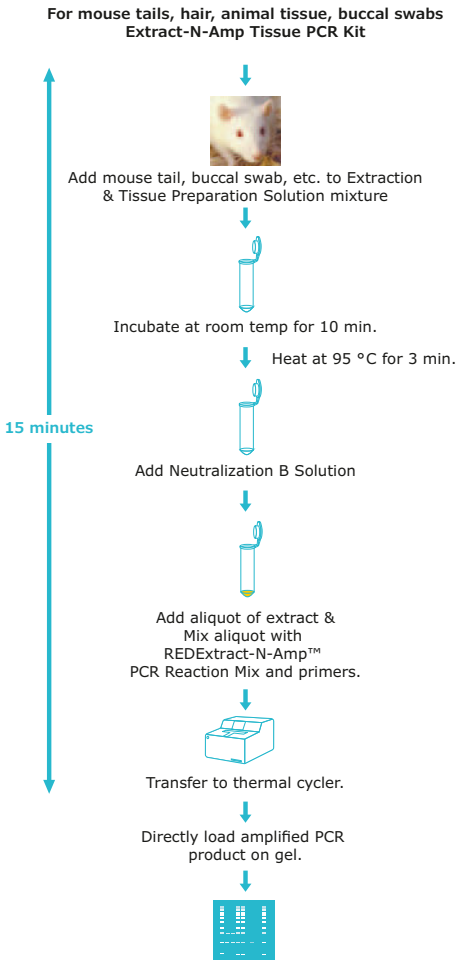 For mouse tails, hair, animal tissue, buccal swabs
Extract-N-Amp Tissue PCR Kit
Add mouse tail, buccal swab, etc. to Extraction
& Tissue Preparation Solution mixture
Incubate at room temp for 10 min.
Heat at 95 °C for 3 min.
15 minutes
Add Neutralization B Solution
Add aliquot of extract &
Mix aliquot with
REDExtract-N-Amp™
PCR Reaction Mix and primers.
Transfer to thermal cycler.
Directly load amplified PCR
product on gel.